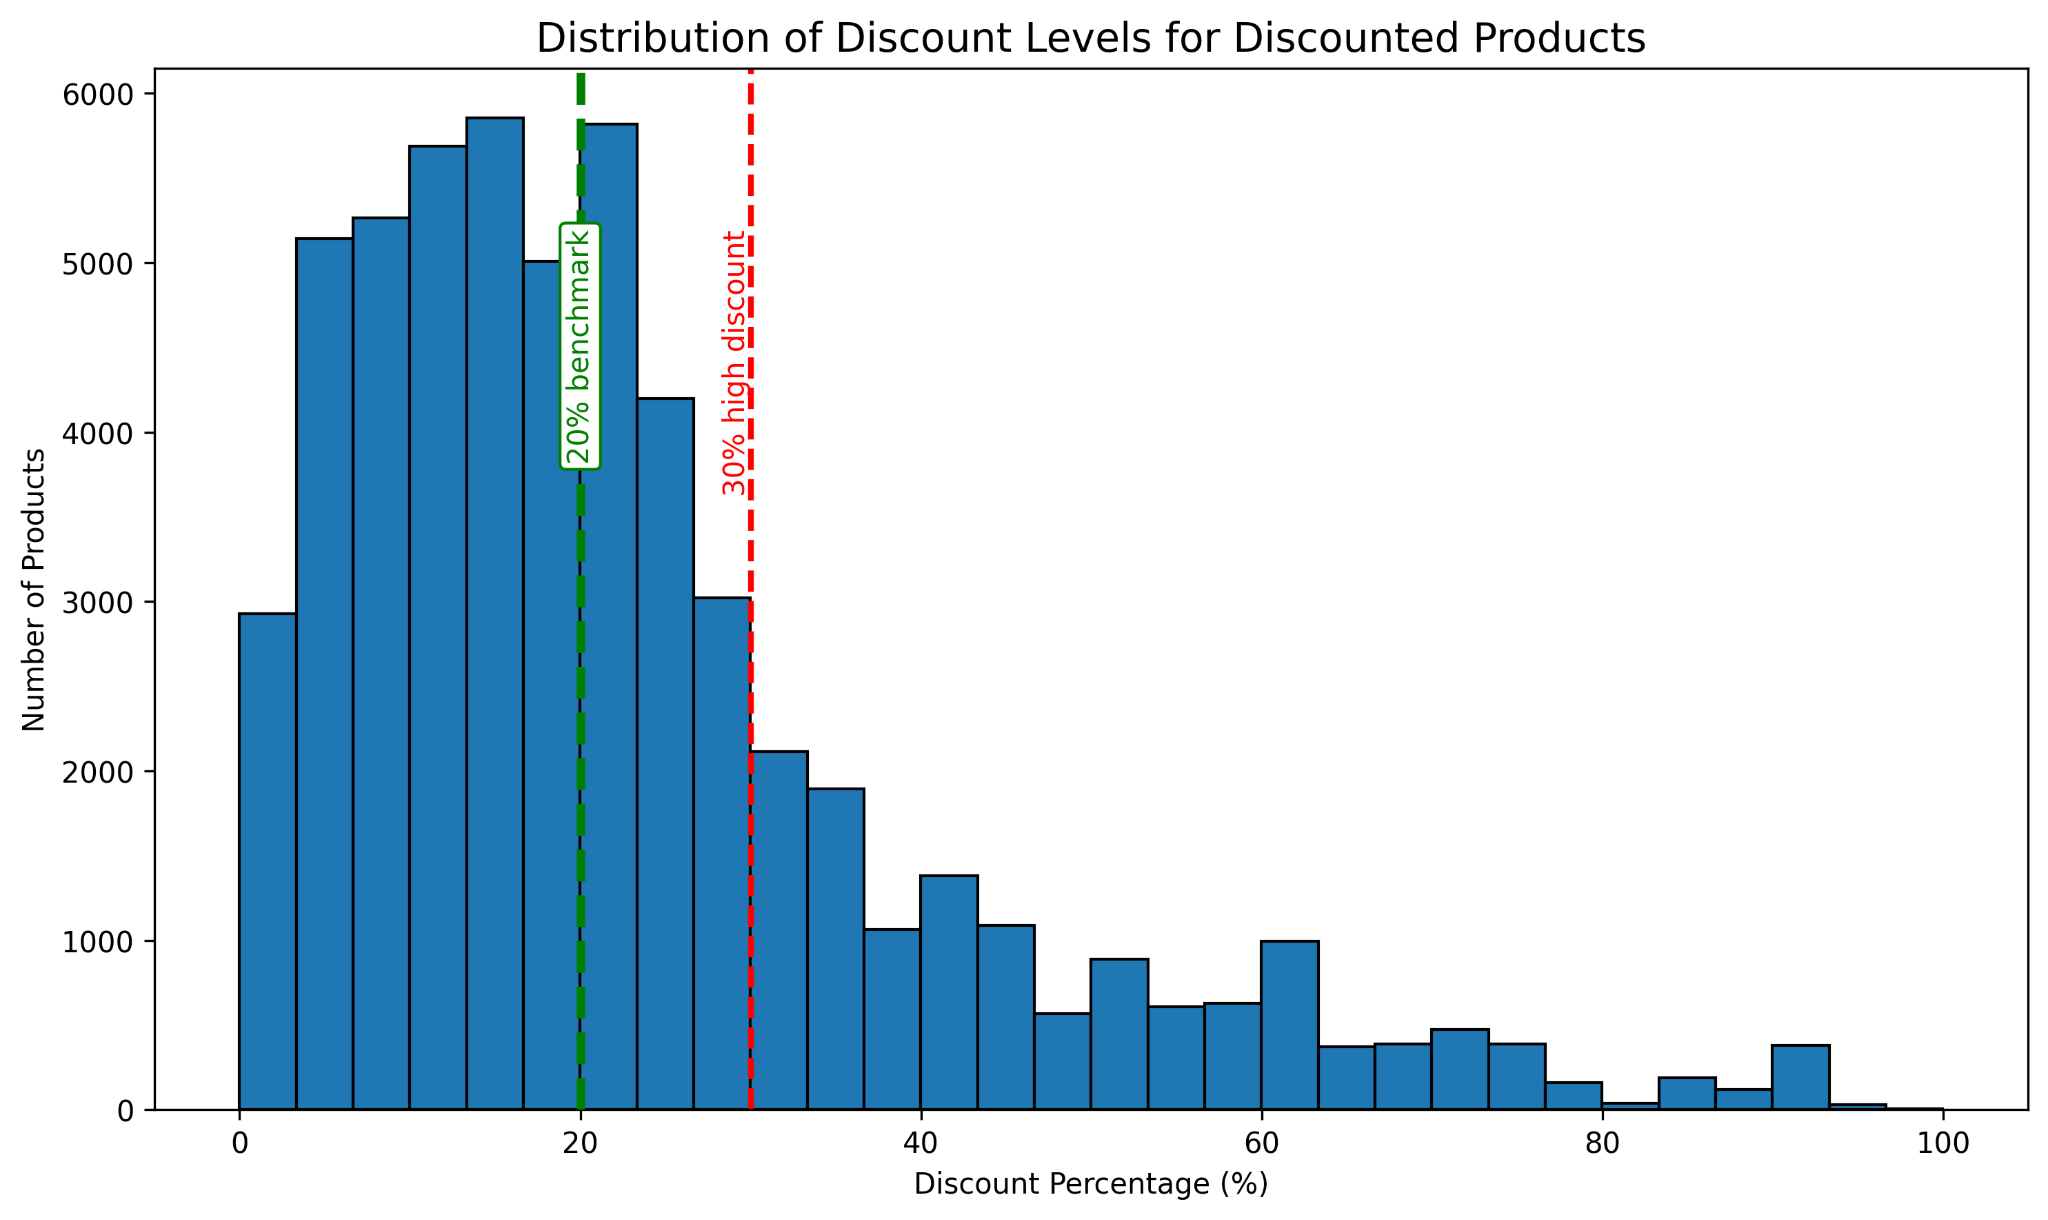 Distribution of Discount Levels for Discounted Products
6000
5000
4000
3000
2000
1000
0
Number of Products
20% benchmark
30% high discount
0 20 40 60 80 100
Discount Percentage (%)